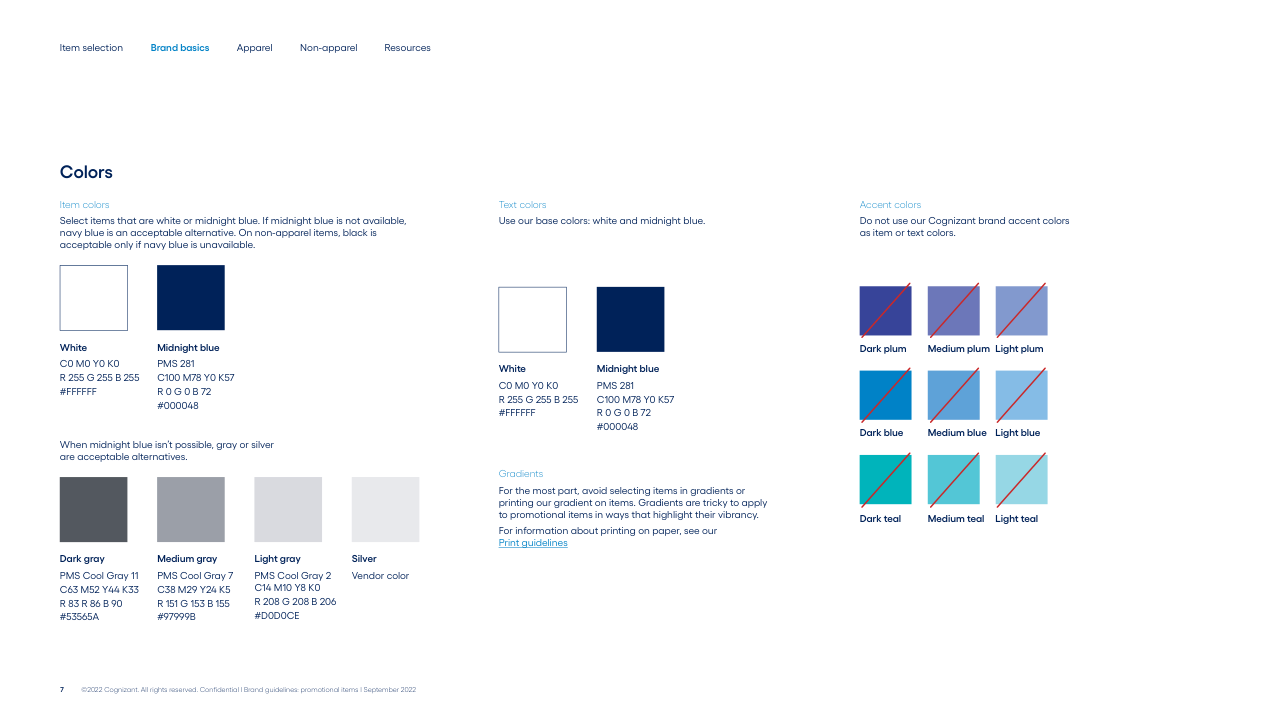 Item selection
Brand basics
Apparel
Non-apparel
Resources
Colors
Item colors
Select items that are white or midnight blue. If midnight blue is not available,
navy blue is an acceptable alternative. On non-apparel items, black is
acceptable only if navy blue is unavailable.
White
C0 M0 Y0 K0
R 255 G 255 B 255
#FFFFFF
Midnight blue
PMS 281
C100 M78 Y0 K57
R 0 G 0 B 72
#000048
When midnight blue isn't possible, gray or silver
are acceptable alternatives.
Dark gray
PMS Cool Gray 11
C63 M52 Y44 K33
R 83 R 86 B 90
#53565A
Medium gray
PMS Cool Gray 7
C38 M29 Y24 K5
R 151 G 153 B 155
#97999B
Light gray
PMS Cool Gray 2
C14 M10 Y8 K0
R 208 G 208 B 206
#D0D0CE
Silver
Vendor color
Text colors
Use our base colors: white and midnight blue.
White
C0 M0 Y0 K0
R 255 G 255 B 255
#FFFFFF
Midnight blue
PMS 281
C100 M78 Y0 K57
R 0 G 0 B 72
#000048
Gradients
For the most part, avoid selecting items in gradients or
printing our gradient on items. Gradients are tricky to apply
to promotional items in ways that highlight their vibrancy.
For information about printing on paper, see our
Print guidelines
Accent colors
Do not use our Cognizant brand accent colors
as item or text colors.
Dark plum
Medium plum
Light plum
Dark blue
Medium blue
Light blue
Dark teal
Medium teal
Light teal
7
©2022 Cognizant. All rights reserved. Confidential | Brand guidelines: promotional items | September 2022